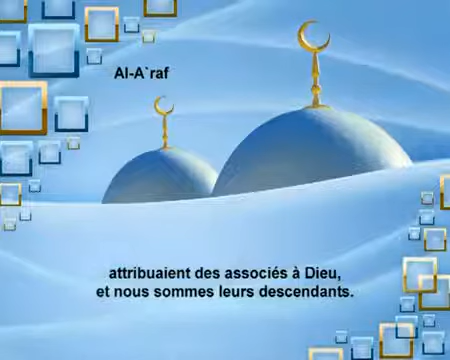 Al-A`raf
attribuaient des associés à Dieu,
et nous sommes leurs descendants.